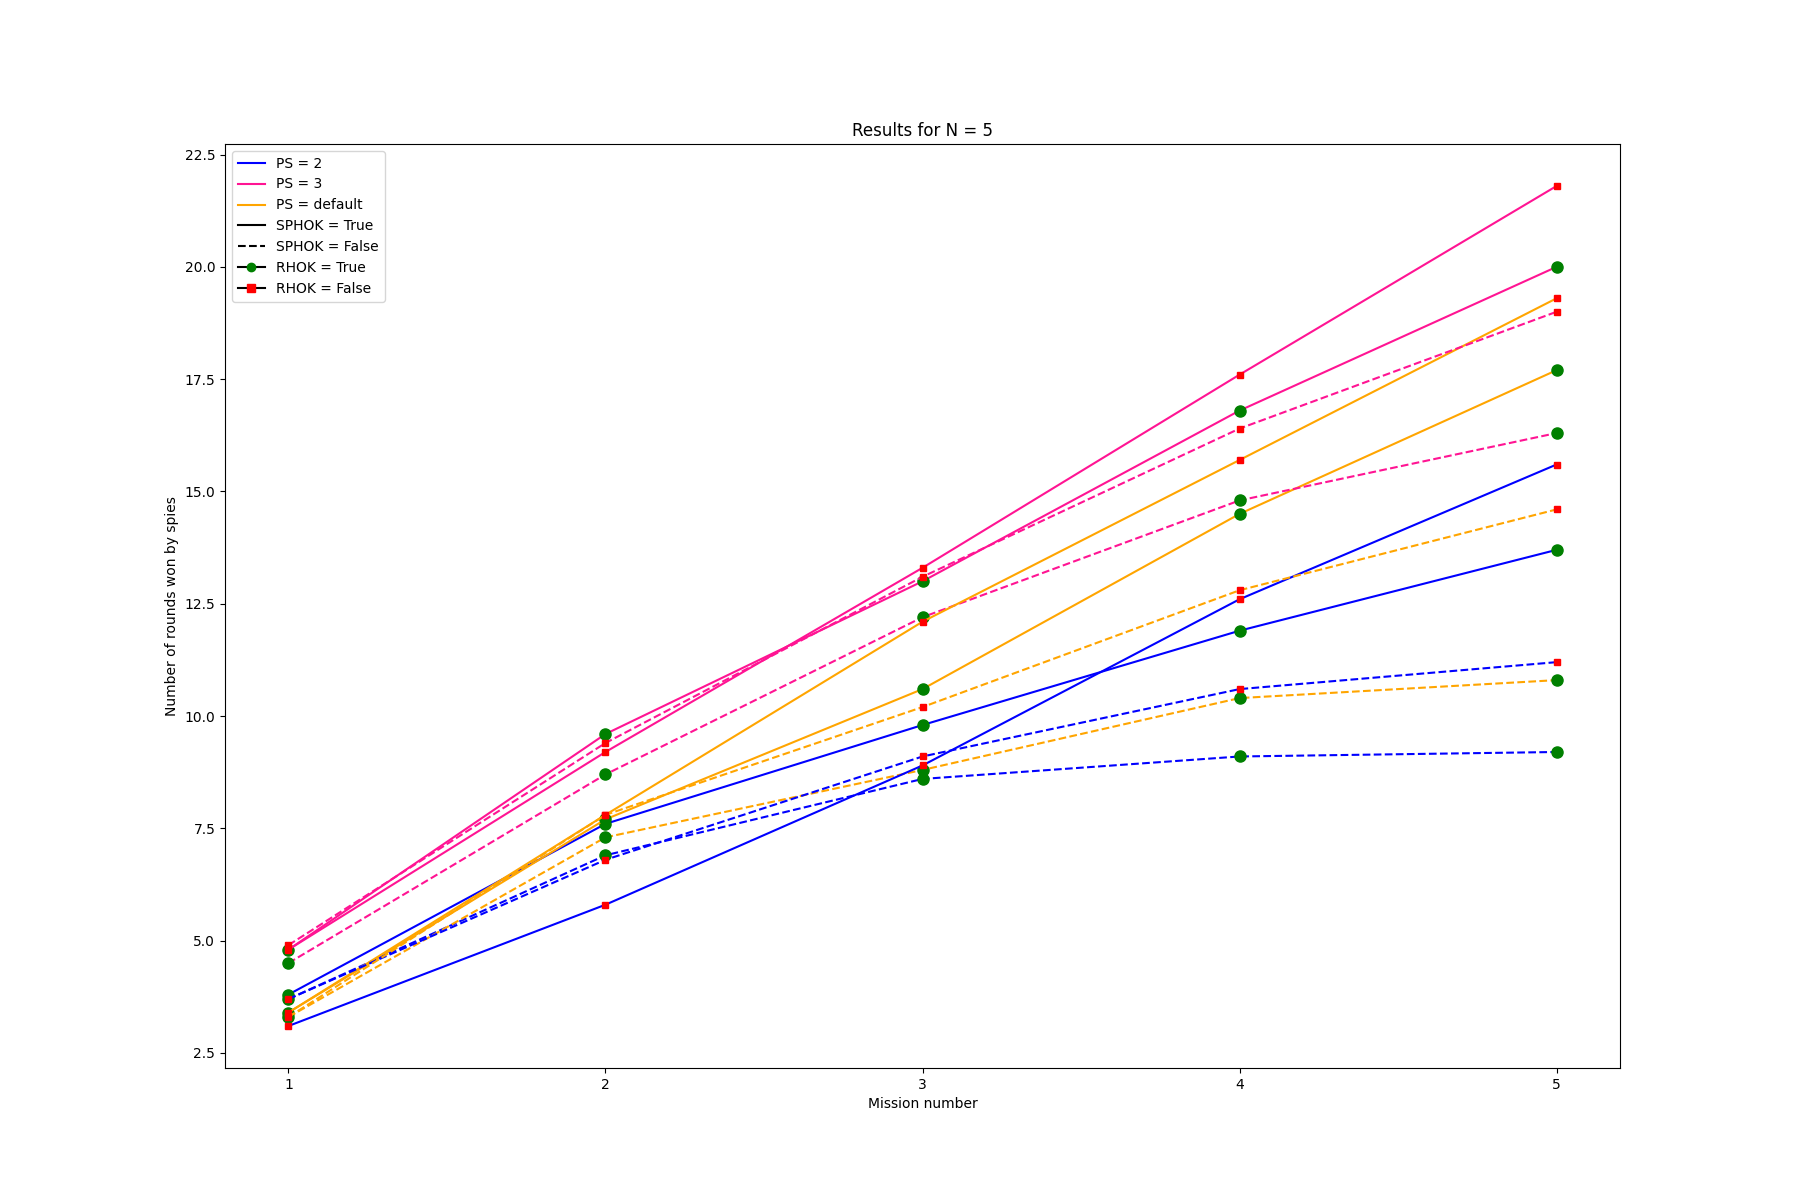 Results for N = 5
22.5
20.0
17.5
15.0
12.5
10.0
7.5
5.0
2.5
Number of rounds won by spies
PS = 2
PS = 3
PS = default
SPHOK = True
SPHOK = False
RHOK = True
RHOK = False
1 2 3 4 5
Mission number